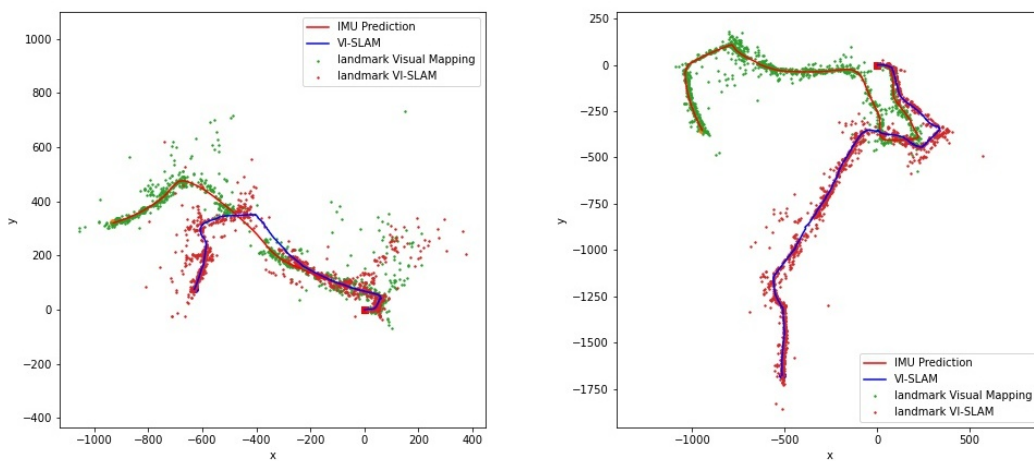 1000
800
600
400
200
0
−200
−400
y
−1000
−800
−600
−400
−200
0
200
400
x
IMU Prediction
VI-SLAM
landmark Visual Mapping
landmark VI-SLAM
250
0
−250
−500
−750
−1000
−1250
−1500
−1750
y
−1000
−500
0
500
x
IMU Prediction
VI-SLAM
landmark Visual Mapping
landmark VI-SLAM